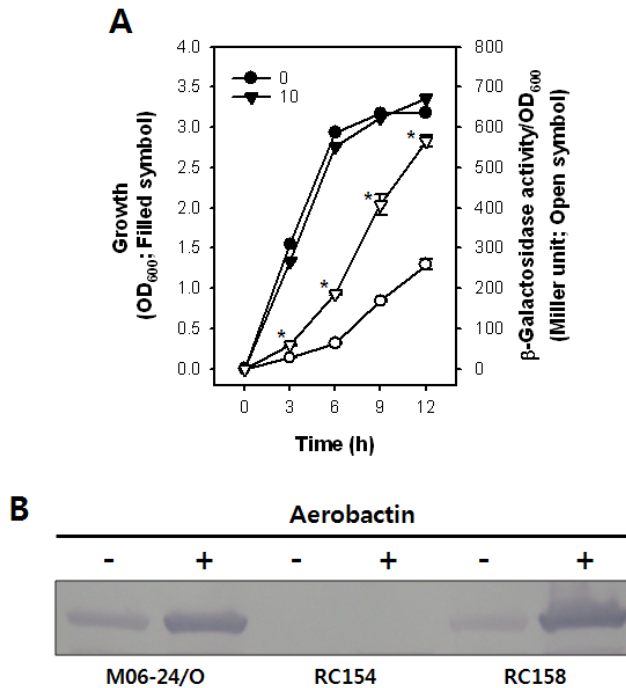 A
4.0
3.5
3.0
2.5
2.0
1.5
1.0
0.5
0.0
Growth
(OD600; Filled symbol)
0
10
*
*
*
*
800
700
600
500
400
300
200
100
0
β-Galactosidase activity/OD600
(Miller unit; Open symbol)
0 3 6 9 12
Time (h)
B
Aerobactin
- + - + - +
M06-24/O RC154 RC158